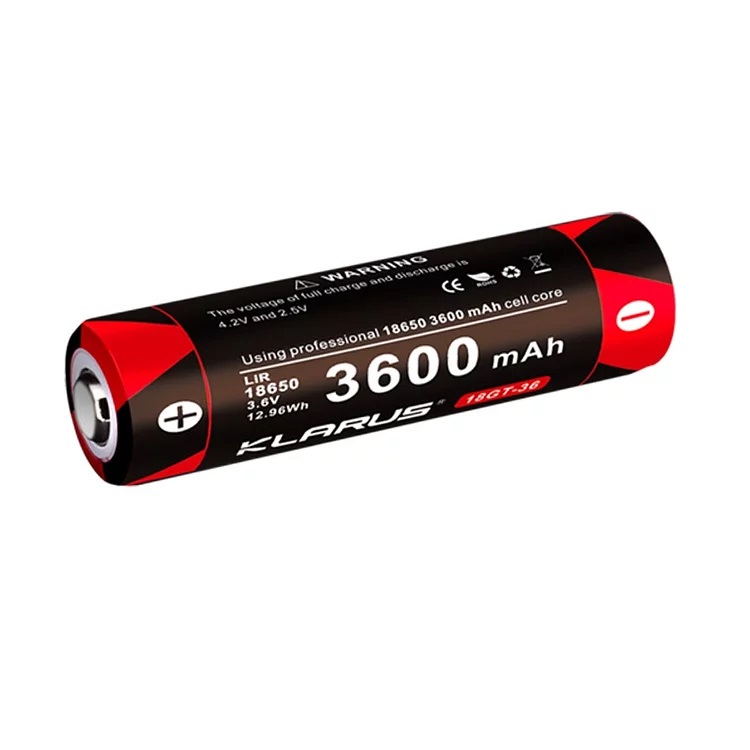 WARNING
The voltage of full charge and discharge is
4.2V and 2.5V
CE
ROHS
Using professional 18650 3600 mAh cell core
LIR
18650
3.6V
12.96Wh
3600 mAh
KLARUS®
18GT-36
+
−